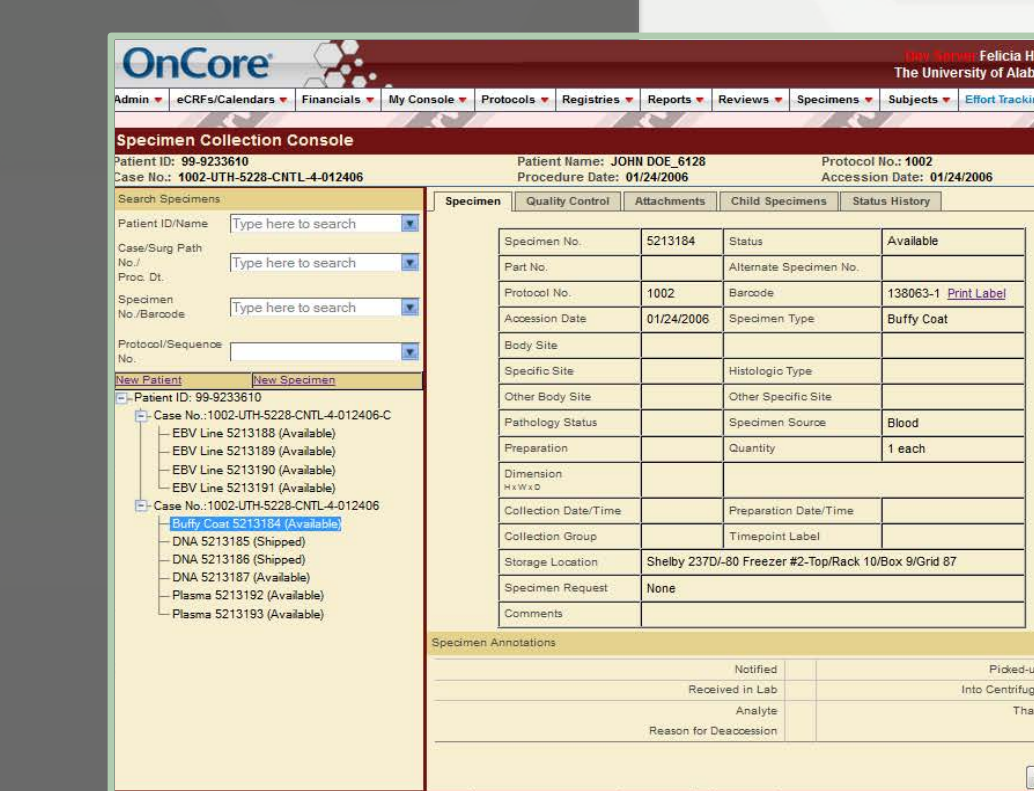 OnCore
Dev Server Felicia H
The University of Alab
Admin eCRFs/Calendars Financials My Console Protocols Registries Reports Reviews Specimens Subjects Effort Tracki
Specimen Collection Console
Patient ID: 99-9233610 Patient Name: JOHN DOE_6128 Protocol No.: 1002
Case No.: 1002-UTH-5228-CNTL-4-012406 Procedure Date: 01/24/2006 Accession Date: 01/24/2006
Search Specimens
Patient ID/Name Type here to search
Case/Surg Path
No./
Proc. Dt. Type here to search
Specimen
No./Barcode Type here to search
Protocol/Sequence
No.
New Patient New Specimen
Patient ID: 99-9233610
Case No.:1002-UTH-5228-CNTL-4-012406-C
EBV Line 5213188 (Available)
EBV Line 5213189 (Available)
EBV Line 5213190 (Available)
EBV Line 5213191 (Available)
Case No.:1002-UTH-5228-CNTL-4-012406
Buffy Coat 5213184 (Available)
DNA 5213185 (Shipped)
DNA 5213186 (Shipped)
DNA 5213187 (Available)
Plasma 5213192 (Available)
Plasma 5213193 (Available)
Specimen Quality Control Attachments Child Specimens Status History
Specimen No. 5213184 Status Available
Part No. Alternate Specimen No.
Protocol No. 1002 Barcode 138063-1 Print Label
Accession Date 01/24/2006 Specimen Type Buffy Coat
Body Site
Specific Site Histologic Type
Other Body Site Other Specific Site
Pathology Status Specimen Source Blood
Preparation Quantity 1 each
Dimension
H x W x D
Collection Date/Time Preparation Date/Time
Collection Group Timepoint Label
Storage Location Shelby 237D/-80 Freezer #2-Top/Rack 10/Box 9/Grid 87
Specimen Request None
Comments
Specimen Annotations
Notified Picked-u
Received in Lab Into Centrifug
Analyte Tha
Reason for Deaccession